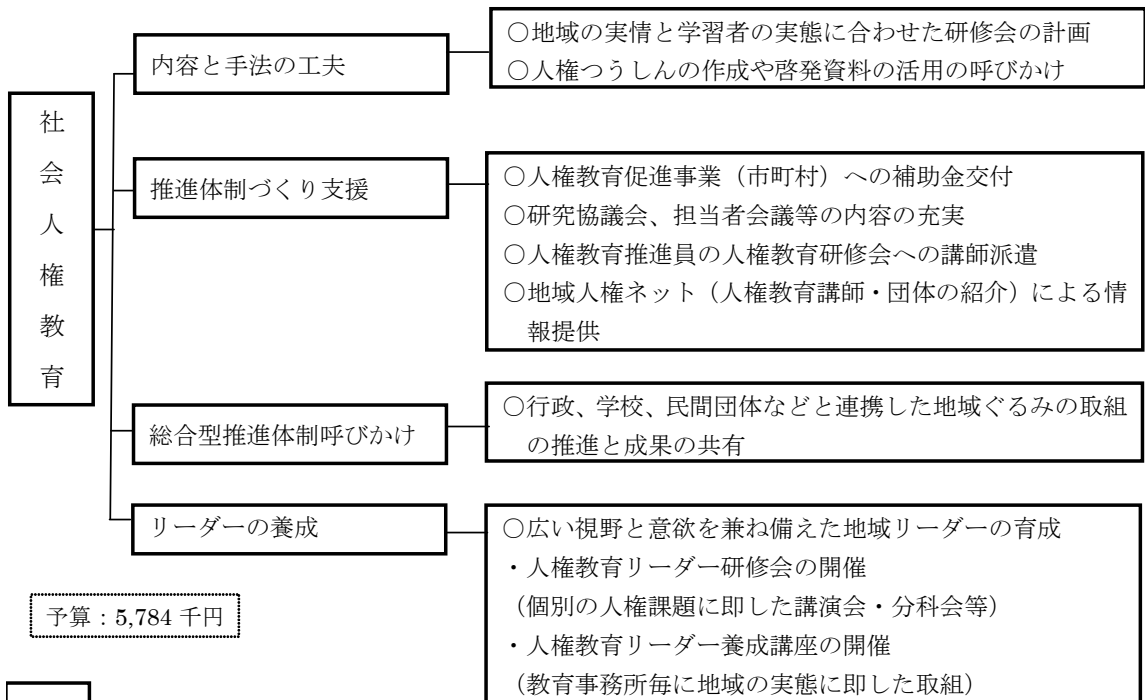 社会人権教育
内容と手法の工夫
○地域の実情と学習者の実態に合わせた研修会の計画
○人権つうしんの作成や啓発資料の活用の呼びかけ
推進体制づくり支援
○人権教育促進事業（市町村）への補助金交付
○研究協議会、担当者会議等の内容の充実
○人権教育推進員の人権教育研修会への講師派遣
○地域人権ネット（人権教育講師・団体の紹介）による情
報提供
総合型推進体制呼びかけ
○行政、学校、民間団体などと連携した地域ぐるみの取組
の推進と成果の共有
リーダーの養成
○広い視野と意欲を兼ね備えた地域リーダーの育成
・人権教育リーダー研修会の開催
（個別の人権課題に即した講演会・分科会等）
・人権教育リーダー養成講座の開催
（教育事務所毎に地域の実態に即した取組）
予算：5,784 千円